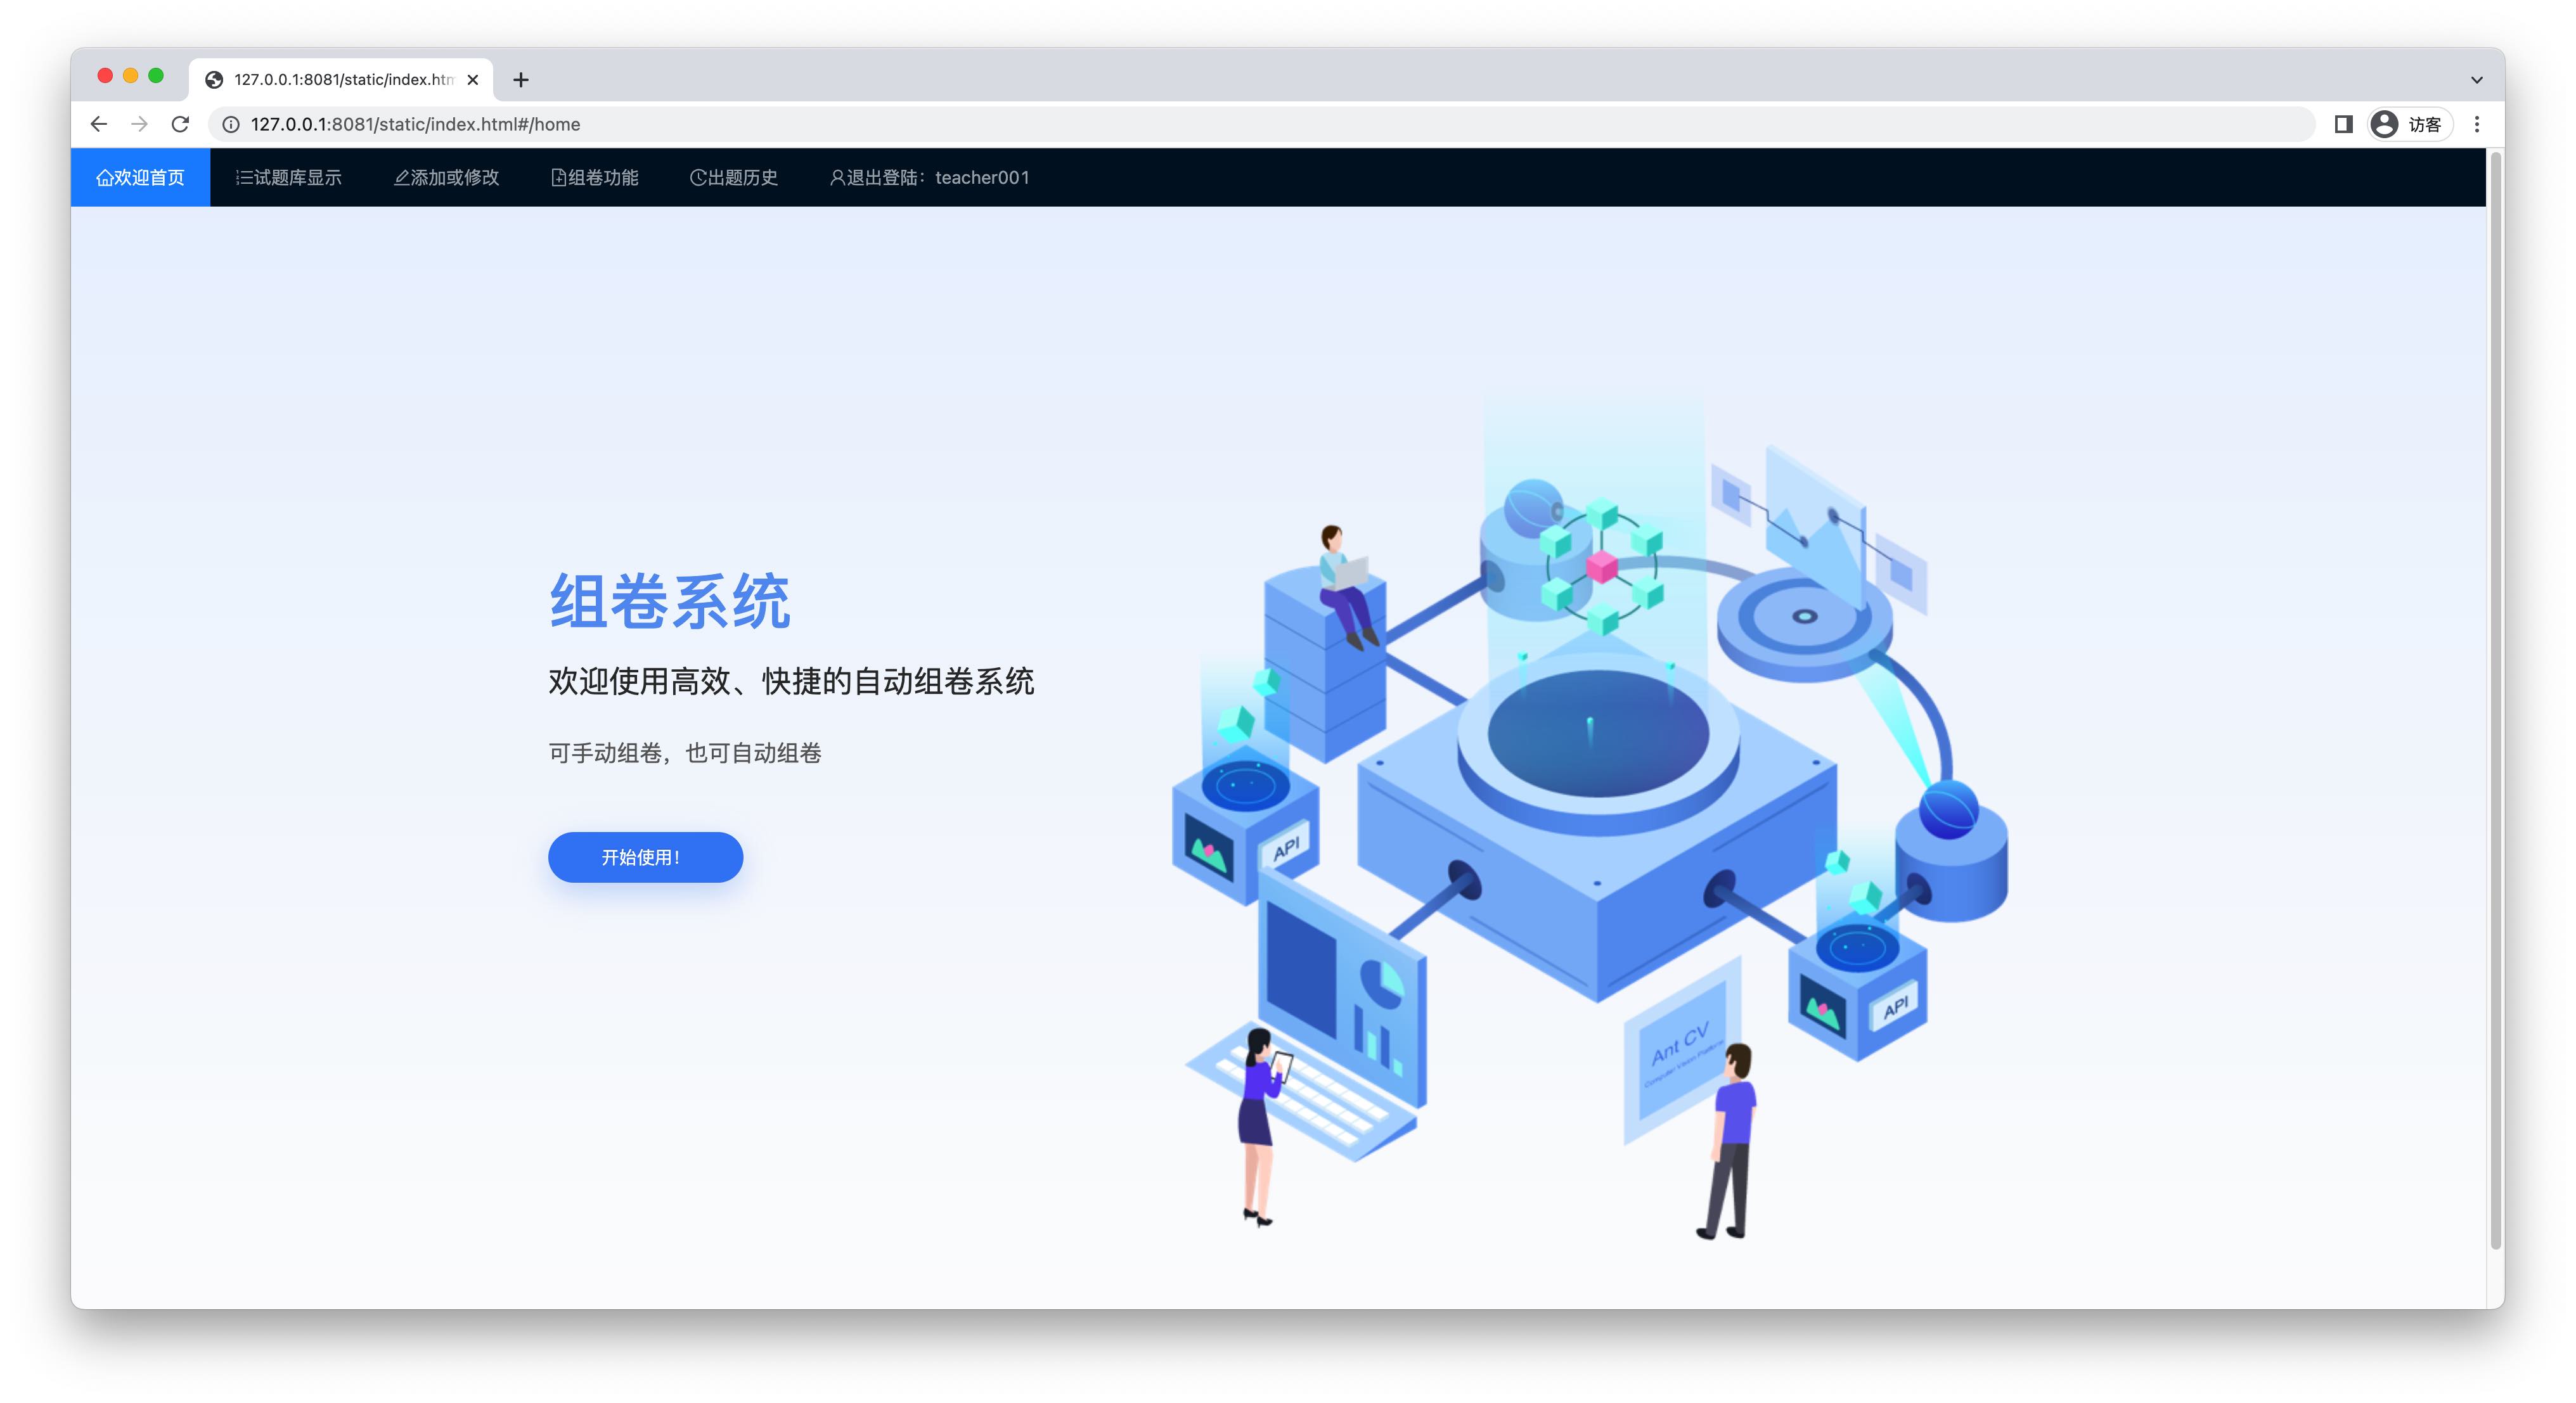 127.0.0.1:8081/static/index.htm
127.0.0.1:8081/static/index.html#/home
访客
欢迎首页
试题库显示
添加或修改
组卷功能
出题历史
退出登陆：teacher001
组卷系统
欢迎使用高效、快捷的自动组卷系统
可手动组卷，也可自动组卷
开始使用！
API
API
Ant CV
Computer Vision Platform